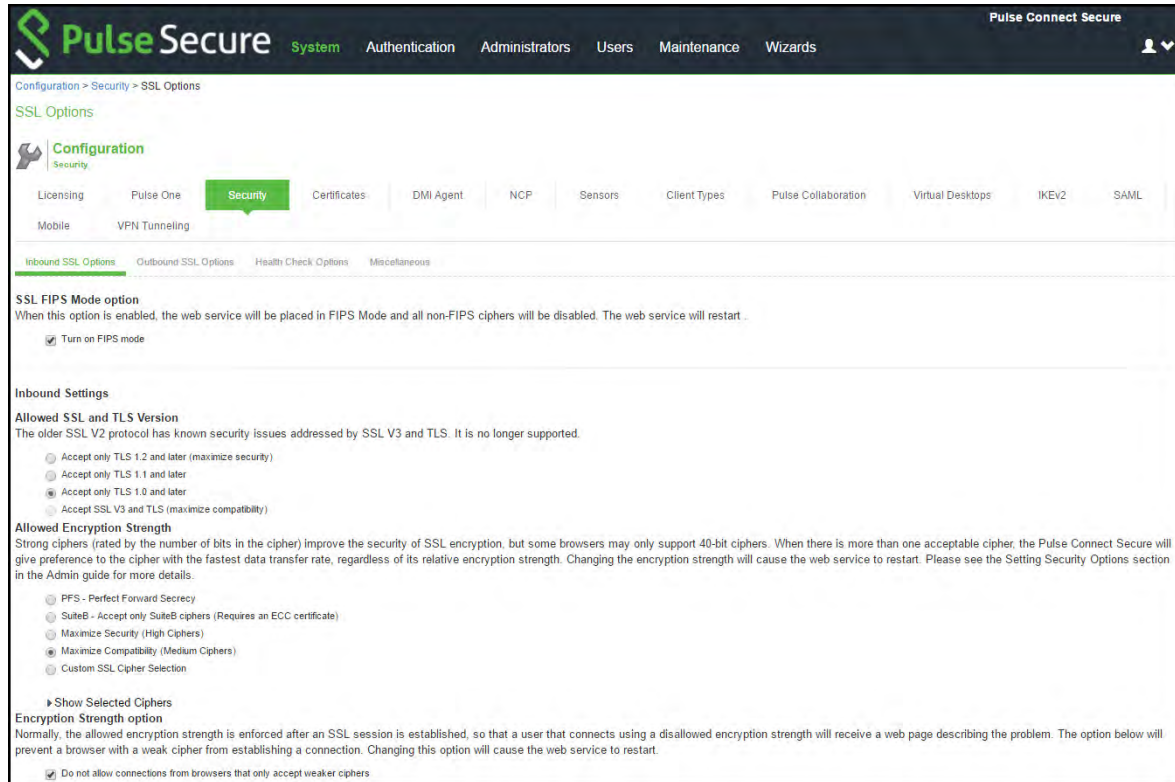 Pulse Connect Secure
Pulse Secure
System Authentication Administrators Users Maintenance Wizards
Configuration > Security > SSL Options
SSL Options
Configuration
Security
Licensing Pulse One Security Certificates DMI Agent NCP Sensors Client Types Pulse Collaboration Virtual Desktops IKEv2 SAML
Mobile VPN Tunneling
Inbound SSL Options Outbound SSL Options Health Check Options Miscellaneous
SSL FIPS Mode option
When this option is enabled, the web service will be placed in FIPS Mode and all non-FIPS ciphers will be disabled. The web service will restart .
Turn on FIPS mode
Inbound Settings
Allowed SSL and TLS Version
The older SSL V2 protocol has known security issues addressed by SSL V3 and TLS. It is no longer supported.
Accept only TLS 1.2 and later (maximize security)
Accept only TLS 1.1 and later
Accept only TLS 1.0 and later
Accept SSL V3 and TLS (maximize compatibility)
Allowed Encryption Strength
Strong ciphers (rated by the number of bits in the cipher) improve the security of SSL encryption, but some browsers may only support 40-bit ciphers. When there is more than one acceptable cipher, the Pulse Connect Secure will
give preference to the cipher with the fastest data transfer rate, regardless of its relative encryption strength. Changing the encryption strength will cause the web service to restart. Please see the Setting Security Options section
in the Admin guide for more details.
PFS - Perfect Forward Secrecy
SuiteB - Accept only SuiteB ciphers (Requires an ECC certificate)
Maximize Security (High Ciphers)
Maximize Compatibility (Medium Ciphers)
Custom SSL Cipher Selection
Show Selected Ciphers
Encryption Strength option
Normally, the allowed encryption strength is enforced after an SSL session is established, so that a user that connects using a disallowed encryption strength will receive a web page describing the problem. The option below will
prevent a browser with a weak cipher from establishing a connection. Changing this option will cause the web service to restart.
Do not allow connections from browsers that only accept weaker ciphers